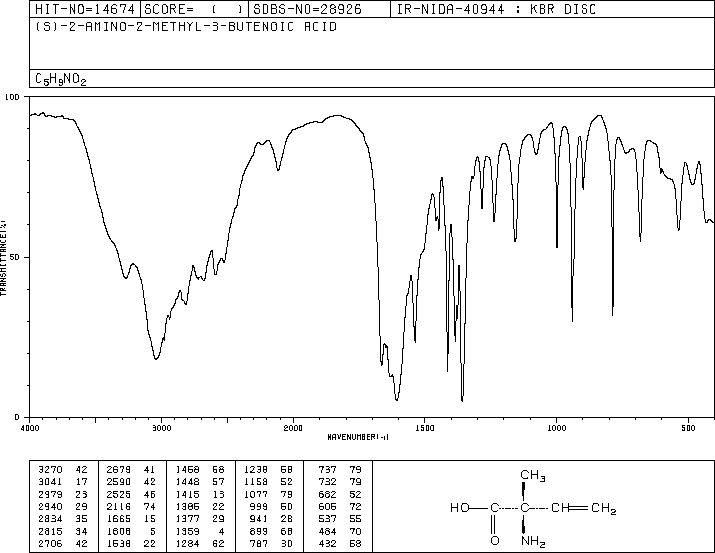 HIT-NO=14674 SCORE= ( ) SDBS-NO=28926 IR-NIDA-40944 : KBR DISC
(S)-2-AMINO-2-METHYL-3-BUTENOIC ACID
C5H9NO2
100
50
0
TRANSMITTANCE(%)
4000 3000 2000 1500 1000 500
WAVENUMBER(-1)
3270 42 2679 41 1458 68 1238 58 737 79
3041 17 2590 42 1448 57 1158 52 732 79
2979 23 2525 46 1415 13 1077 79 682 52
2940 29 2116 74 1386 22 999 50 605 72
2834 35 1665 15 1377 29 941 28 537 55
2815 34 1608 5 1359 4 899 68 484 70
2706 42 1538 22 1284 62 787 30 432 58
CH3
HO C C CH CH2
O NH2